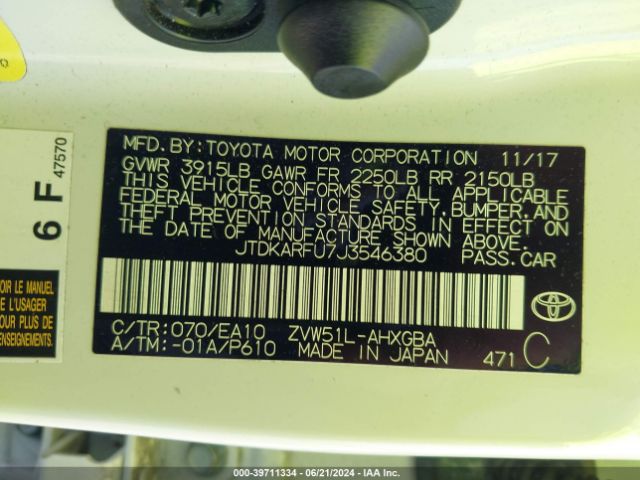 MFD. BY: TOYOTA MOTOR CORPORATION 11/17
GVWR 3915LB GAWR FR 2250LB RR 2150LB
THIS VEHICLE CONFORMS TO ALL APPLICABLE
FEDERAL MOTOR VEHICLE SAFETY, BUMPER, AND
THEFT PREVENTION STANDARDS IN EFFECT ON
THE DATE OF MANUFACTURE SHOWN ABOVE.
JTDKARFU7J3546380 PASS. CAR
C/TR: 070/EA10 ZVW51L-AHXGBA
A/TM: -01A/P610 MADE IN JAPAN 471 C
6 F 47570
OIR LE MANUEL
E L'USAGER
OUR PLUS DE
ENSEIGNEMENTS.
000-39711334 | 06/21/2024 | IAAI.COM